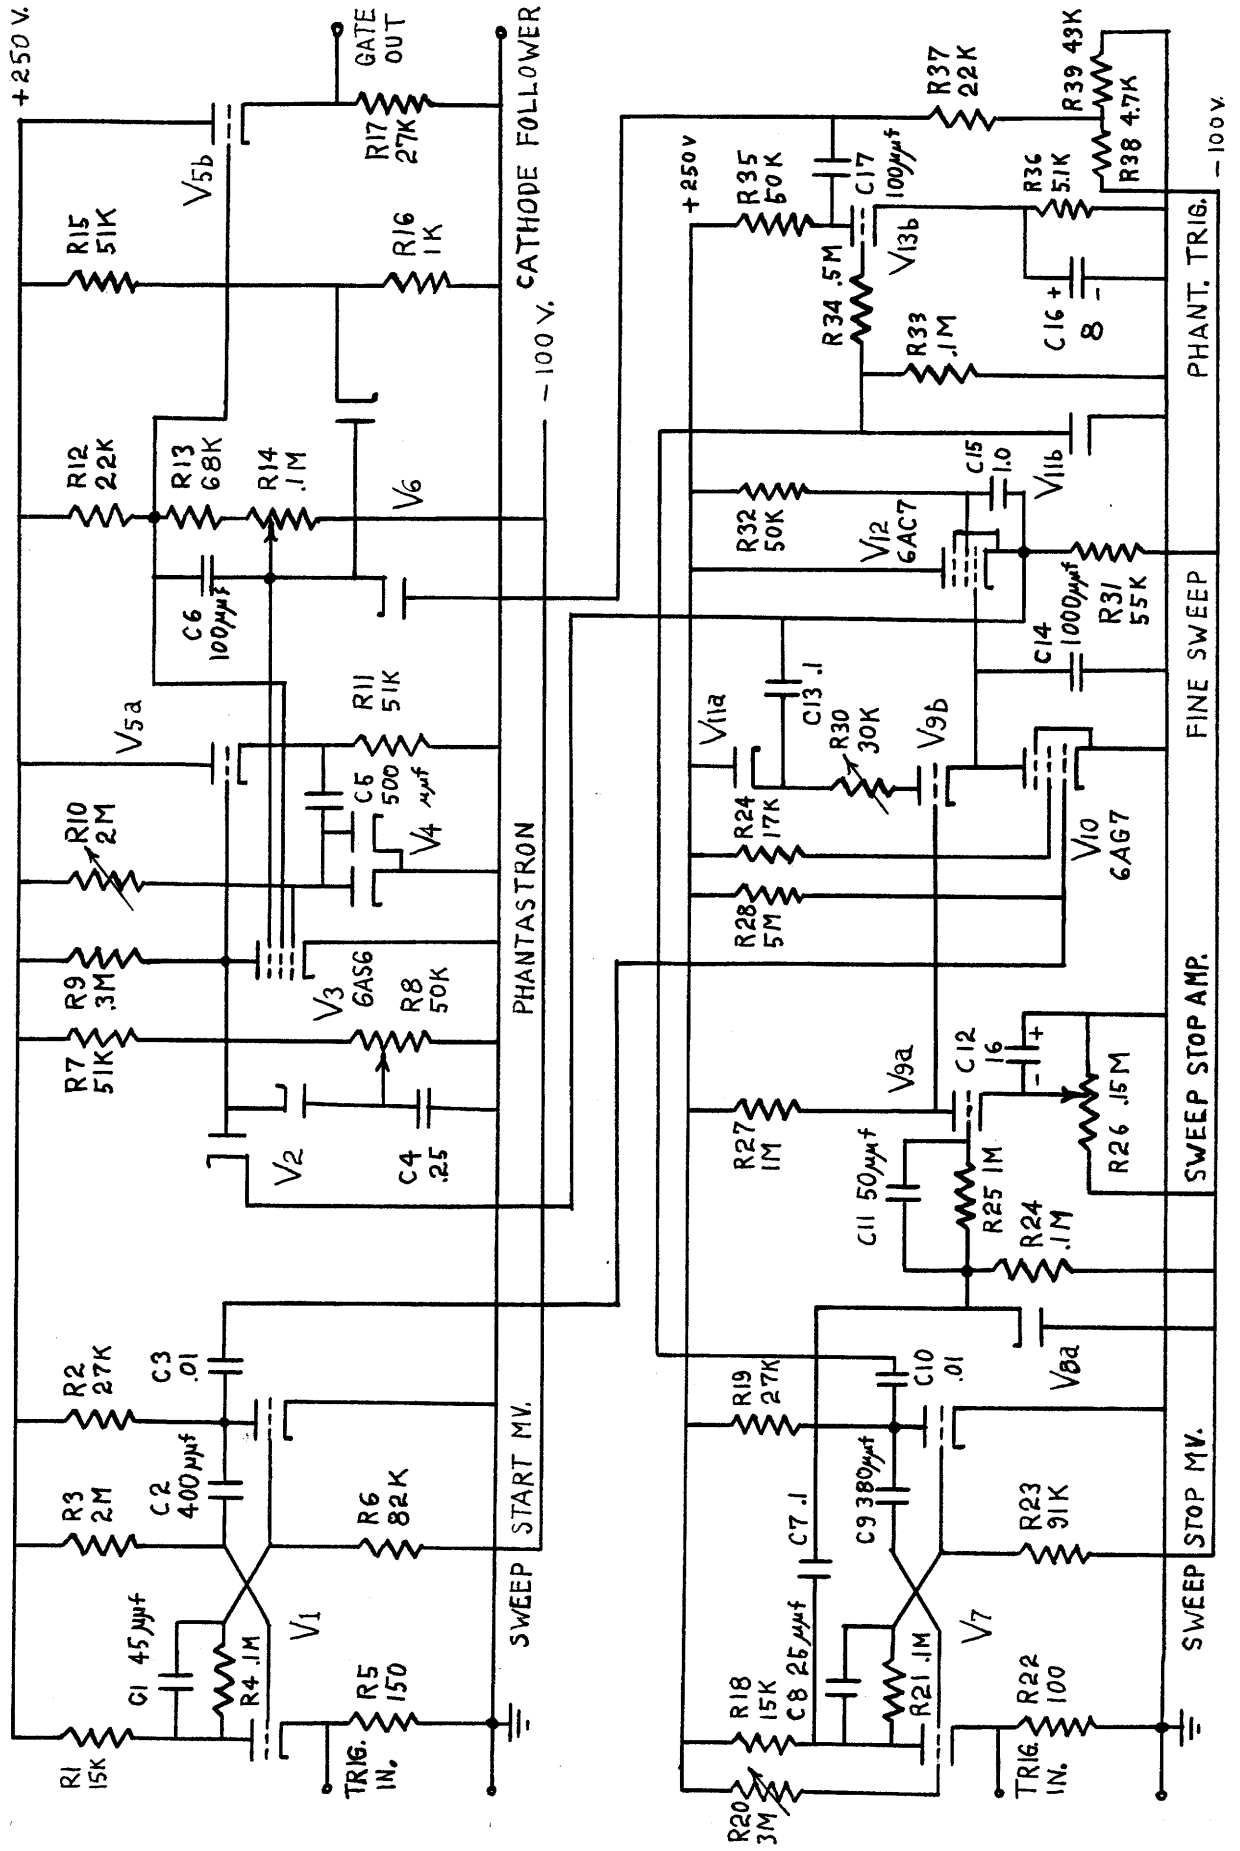 +250 V.
R1
15K
C1 45μμf
R4 .1M
R3
2M
C2
400μμf
R2
27K
C3
.01
V1
R5
150
TRIG.
IN.
R6
82K
SWEEP START MV.
R7
51K
R9
.3M
R10
2M
V2
C4
.25
V3
6AS6
R8
50K
V4
C5
500
μμf
V5a
R11
51K
PHANTASTRON
C6
100μμf
R12
22K
R13
68K
R14
.1M
V6
R15
51K
R16
1K
V5b
R17
27K
GATE
OUT
CATHODE FOLLOWER
-100 V.
+250V
R20
3M
R18
15K
C8 25μμf
R21 .1M
C7 .1
C9 380μμf
R19
27K
C10
.01
V7
TRIG.
IN.
R22
100
R23
91K
SWEEP STOP MV.
V8a
C11 50μμf
R25 1M
R24
.1M
R27
1M
V9a
C12
16
-
+
R26 .15M
SWEEP STOP AMP.
R28
5M
R24
17K
V11a
C13 .1
R30
30K
V9b
V10
6AG7
C14
1000μμf
R31
55K
R32
50K
V12
6AC7
C15
1.0
V11b
FINE SWEEP
R34 .5M
R33
.1M
R35
50K
C17
100μμf
V13b
C16 +
8 -
R36
5.1K
R37
22K
R38 4.7K
R39 43K
PHANT. TRIG.
-100V.